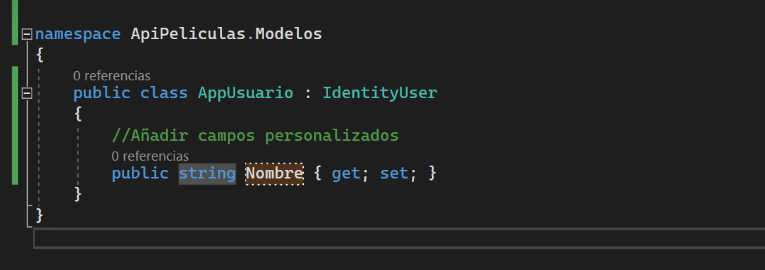 namespace ApiPeliculas.Modelos
{
0 referencias
public class AppUsuario : IdentityUser
{
//Añadir campos personalizados
0 referencias
public string Nombre { get; set; }
}
}